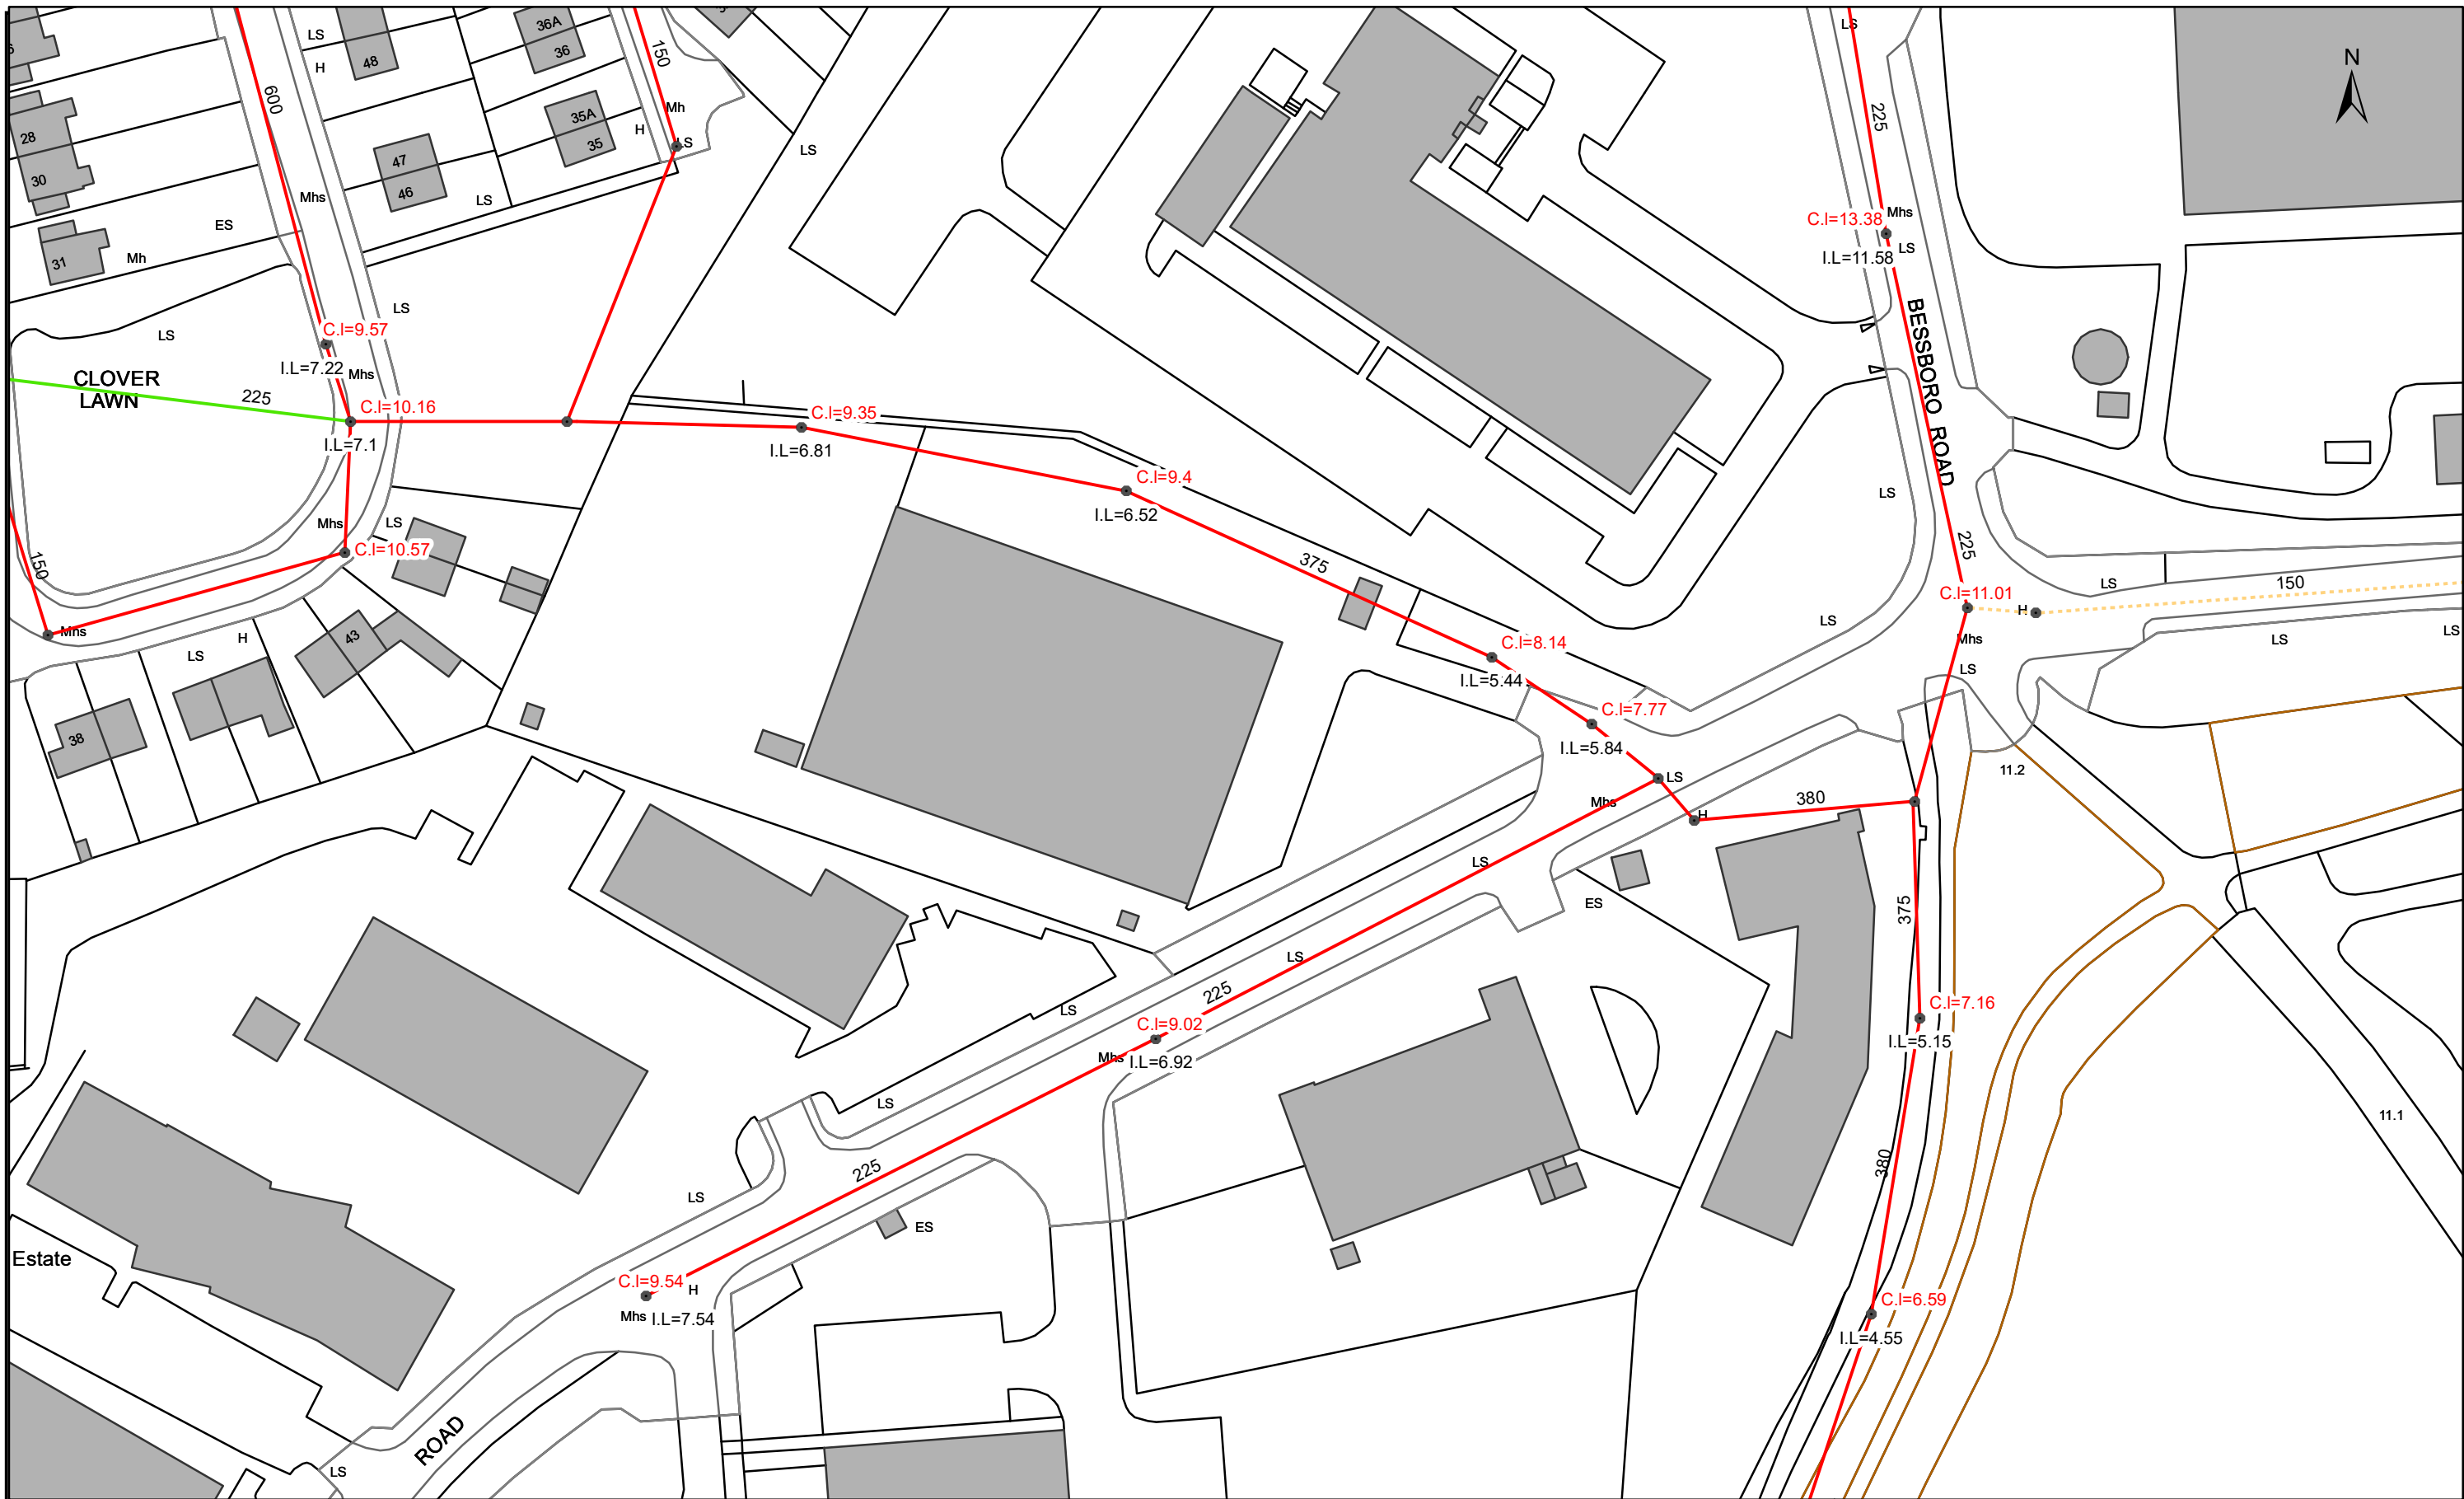 LS
H
48
36A
36
150
Mh
LS
600
35A
35
H
LS
28
30
31
47
46
Mhs
LS
ES
Mh
LS
LS
225
C.l=13.38
Mhs
LS
I.L=11.58
N
C.l=9.57
I.L=7.22
Mhs
CLOVER
LAWN
225
C.l=10.16
I.L=7.1
C.l=9.35
I.L=6.81
BESSBORO ROAD
C.l=9.4
I.L=6.52
LS
Mhs
LS
C.l=10.57
150
375
225
LS
150
C.l=11.01
H
Mhs
LS
LS
LS
LS
Mhs
H
LS
43
38
C.l=8.14
I.L=5.44
C.l=7.77
I.L=5.84
LS
Mhs
H
380
11.2
LS
ES
375
LS
225
LS
C.l=9.02
Mhs
I.L=6.92
C.l=7.16
I.L=5.15
LS
11.1
225
LS
380
ES
Estate
C.l=9.54
H
Mhs
I.L=7.54
C.l=6.59
I.L=4.55
ROAD
LS